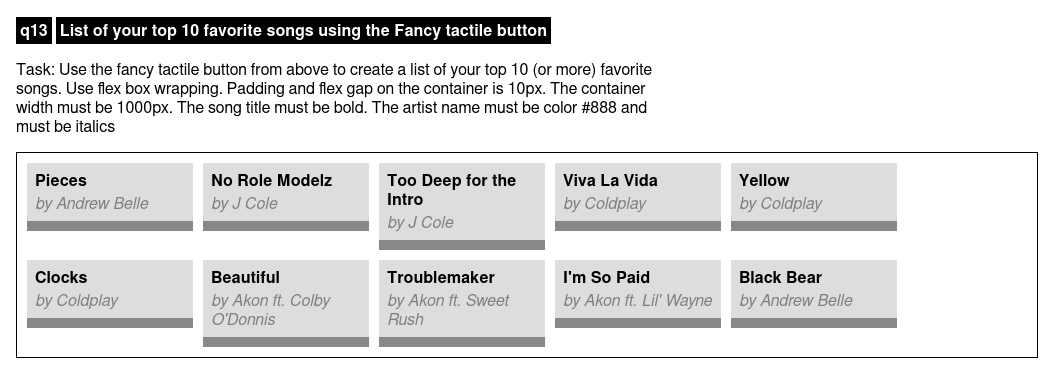 q13 List of your top 10 favorite songs using the Fancy tactile button
Task: Use the fancy tactile button from above to create a list of your top 10 (or more) favorite
songs. Use flex box wrapping. Padding and flex gap on the container is 10px. The container
width must be 1000px. The song title must be bold. The artist name must be color #888 and
must be italics
Pieces
by Andrew Belle
No Role Modelz
by J Cole
Too Deep for the
Intro
by J Cole
Viva La Vida
by Coldplay
Yellow
by Coldplay
Clocks
by Coldplay
Beautiful
by Akon ft. Colby
O'Donnis
Troublemaker
by Akon ft. Sweet
Rush
I'm So Paid
by Akon ft. Lil' Wayne
Black Bear
by Andrew Belle